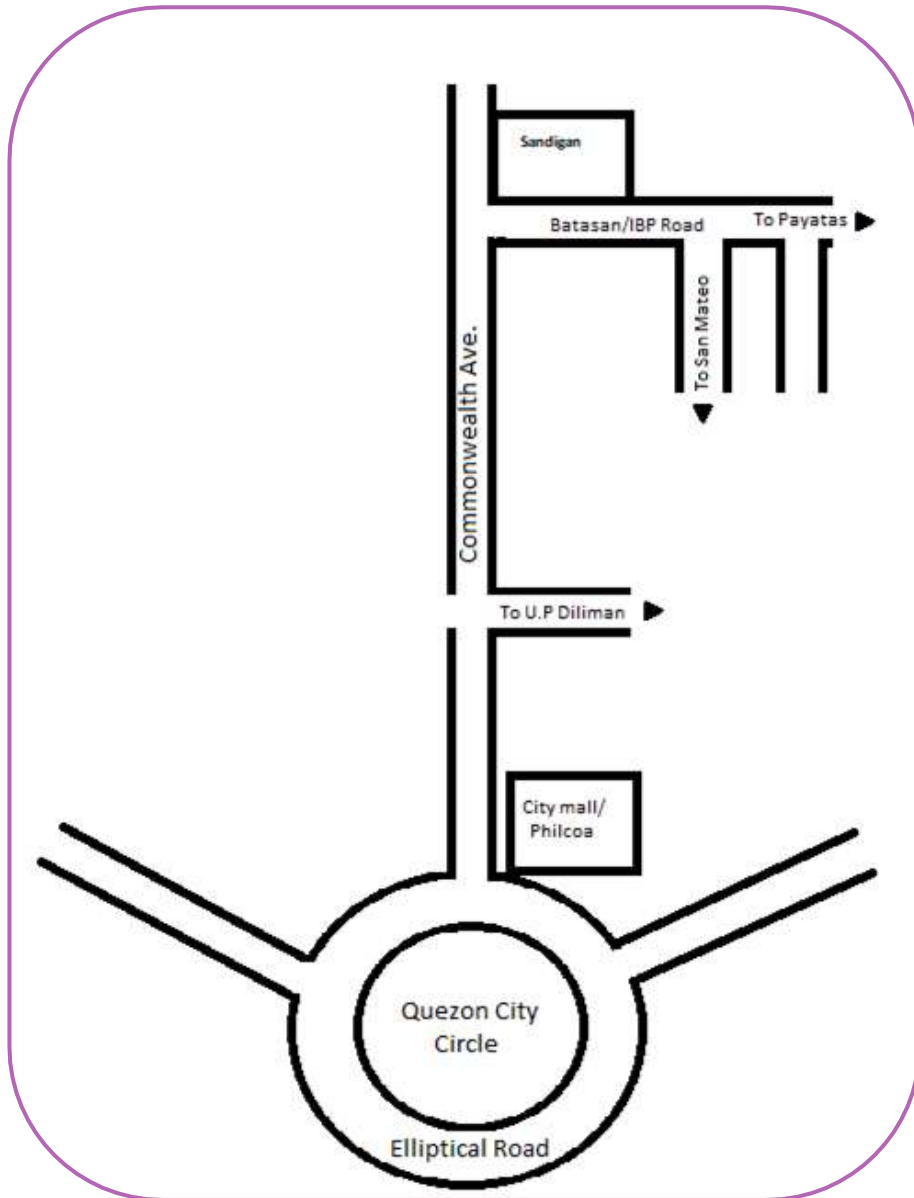 Sandigan
Batasan/IBP Road
To Payatas
To San Mateo
Commonwealth Ave.
To U.P Diliman
City mall/
Philcoa
Quezon City
Circle
Elliptical Road